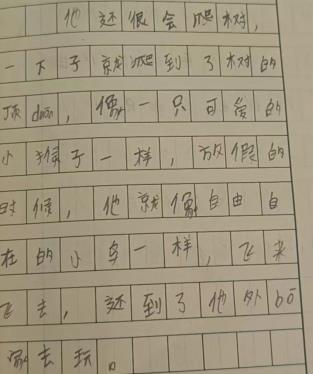 他还很会爬树，
一下子就爬到了树的
顶duān，像一只可爱的
小猴子一样，放假的
时候，他就像自由自
在的小鸟一样，飞来
飞去，还到了他外bō
家去玩。